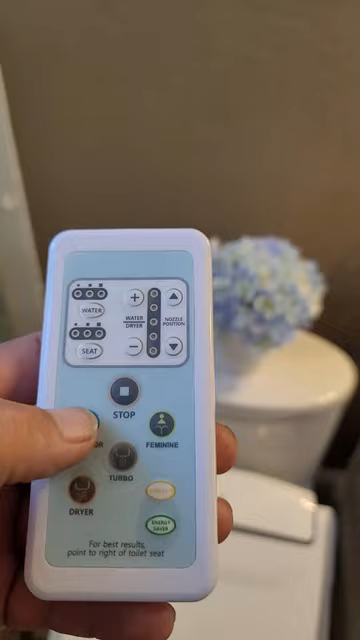 WATER
+
WATER
DRYER
NOZZLE
POSITION
SEAT
−
STOP
OR
FEMININE
TURBO
DRYER
ENERGY
SAVER
For best results,
point to right of toilet seat